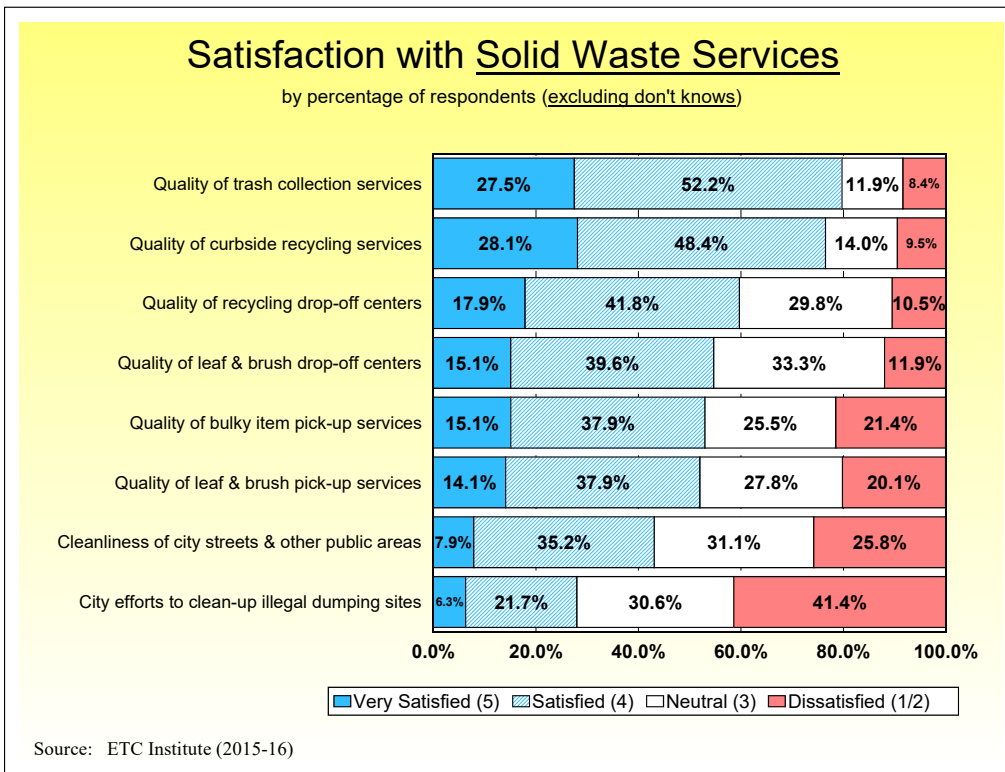 Satisfaction with Solid Waste Services
by percentage of respondents (excluding don't knows)
Quality of trash collection services 27.5% 52.2% 11.9% 8.4%
Quality of curbside recycling services 28.1% 48.4% 14.0% 9.5%
Quality of recycling drop-off centers 17.9% 41.8% 29.8% 10.5%
Quality of leaf & brush drop-off centers 15.1% 39.6% 33.3% 11.9%
Quality of bulky item pick-up services 15.1% 37.9% 25.5% 21.4%
Quality of leaf & brush pick-up services 14.1% 37.9% 27.8% 20.1%
Cleanliness of city streets & other public areas 7.9% 35.2% 31.1% 25.8%
City efforts to clean-up illegal dumping sites 6.3% 21.7% 30.6% 41.4%
0.0% 20.0% 40.0% 60.0% 80.0% 100.0%
Very Satisfied (5) Satisfied (4) Neutral (3) Dissatisfied (1/2)
Source: ETC Institute (2015-16)